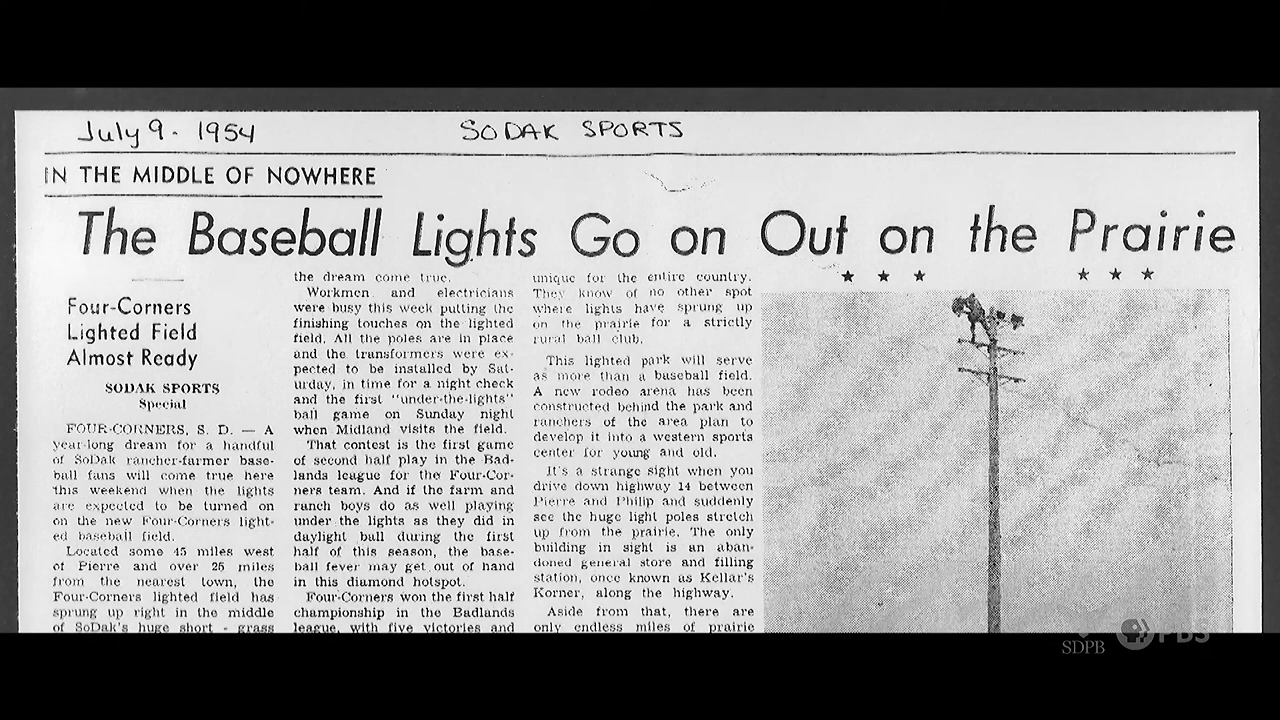 July 9 - 1954
SODAK SPORTS
IN THE MIDDLE OF NOWHERE
The Baseball Lights Go on Out on the Prairie
Four-Corners
Lighted Field
Almost Ready
SODAK SPORTS
Special
FOUR-CORNERS, S. D. — A
year-long dream for a handful
of SoDak rancher-farmer base-
ball fans will come true here
this weekend when the lights
are expected to be turned on
on the new Four-Corners light-
ed baseball field.
Located some 45 miles west
of Pierre and over 25 miles
from the nearest town, the
Four-Corners lighted field has
sprung up right in the middle
of SoDak's huge short - grass
the dream come true.
Workmen and electricians
were busy this week putting the
finishing touches on the lighted
field. All the poles are in place
and the transformers were ex-
pected to be installed by Sat-
urday, in time for a night check
and the first "under-the-lights"
ball game on Sunday night
when Midland visits the field.
That contest is the first game
of second half play in the Bad-
lands league for the Four-Cor-
ners team. And if the farm and
ranch boys do as well playing
under the lights as they did in
daylight ball during the first
half of this season, the base-
ball fever may get out of hand
in this diamond hotspot.
Four-Corners won the first half
championship in the Badlands
league, with five victories and
unique for the entire country.
They know of no other spot
where lights have sprung up
on the prairie for a strictly
rural ball club.
This lighted park will serve
as more than a baseball field.
A new rodeo arena has been
constructed behind the park and
ranchers of the area plan to
develop it into a western sports
center for young and old.
It's a strange sight when you
drive down highway 14 between
Pierre and Philip and suddenly
see the huge light poles stretch
up from the prairie. The only
building in sight is an aban-
doned general store and filling
station, once known as Kellar's
Korner, along the highway.
Aside from that, there are
only endless miles of prairie
SDPB
PBS